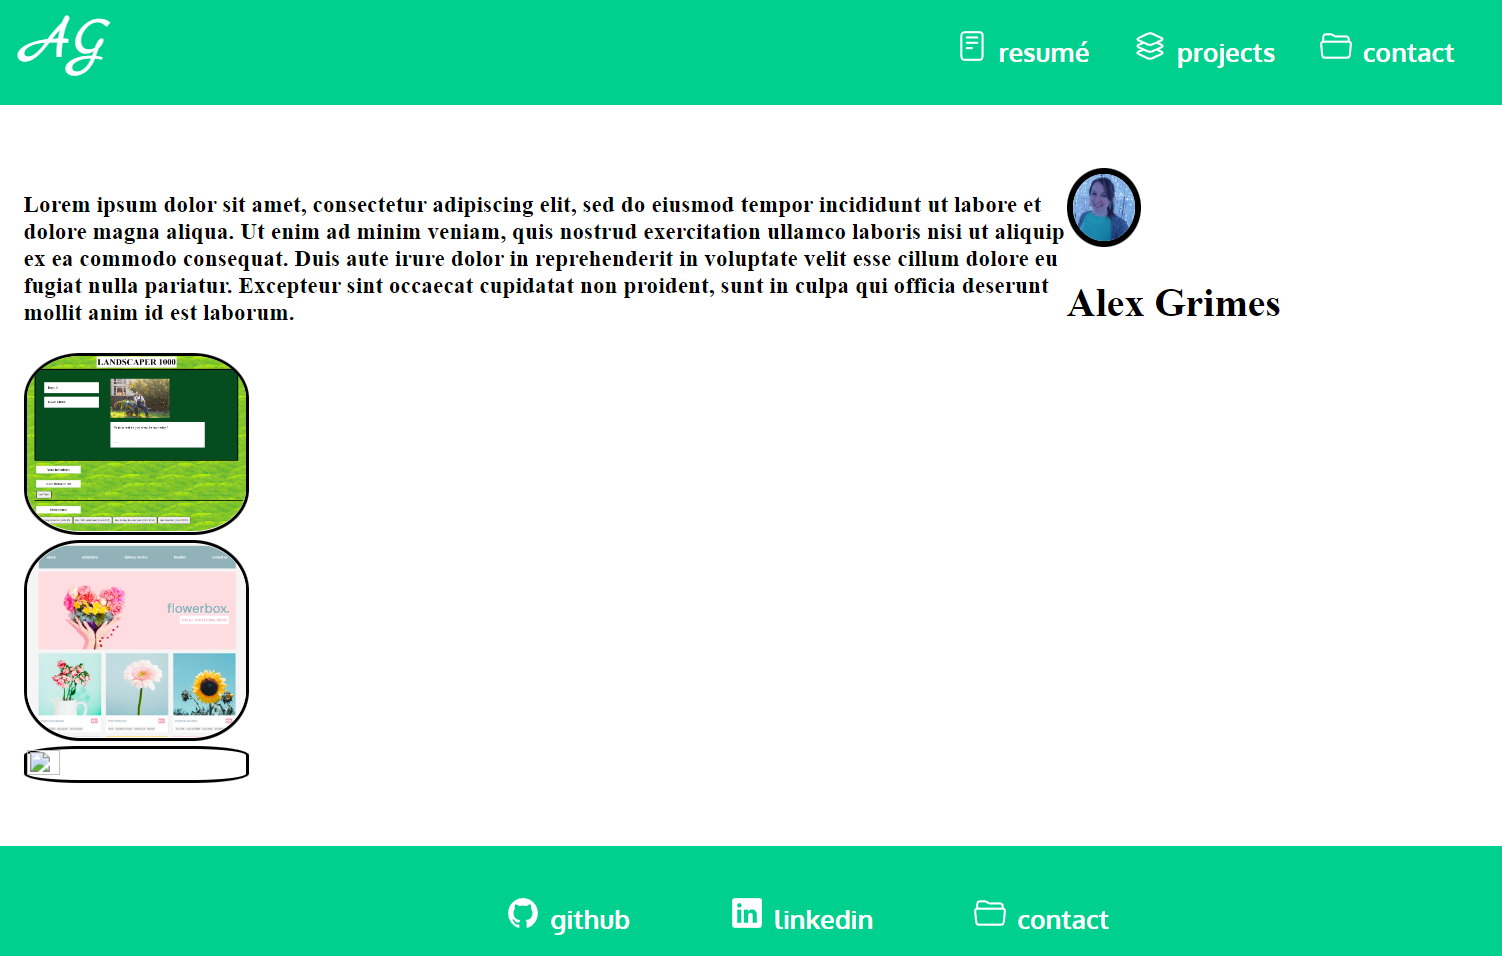 AG
resumé
projects
contact
Lorem ipsum dolor sit amet, consectetur adipiscing elit, sed do eiusmod tempor incididunt ut labore et
dolore magna aliqua. Ut enim ad minim veniam, quis nostrud exercitation ullamco laboris nisi ut aliquip
ex ea commodo consequat. Duis aute irure dolor in reprehenderit in voluptate velit esse cillum dolore eu
fugiat nulla pariatur. Excepteur sint occaecat cupidatat non proident, sunt in culpa qui officia deserunt
mollit anim id est laborum.
Alex Grimes
LANDSCAPER 1000
flowerbox.
github
linkedin
contact